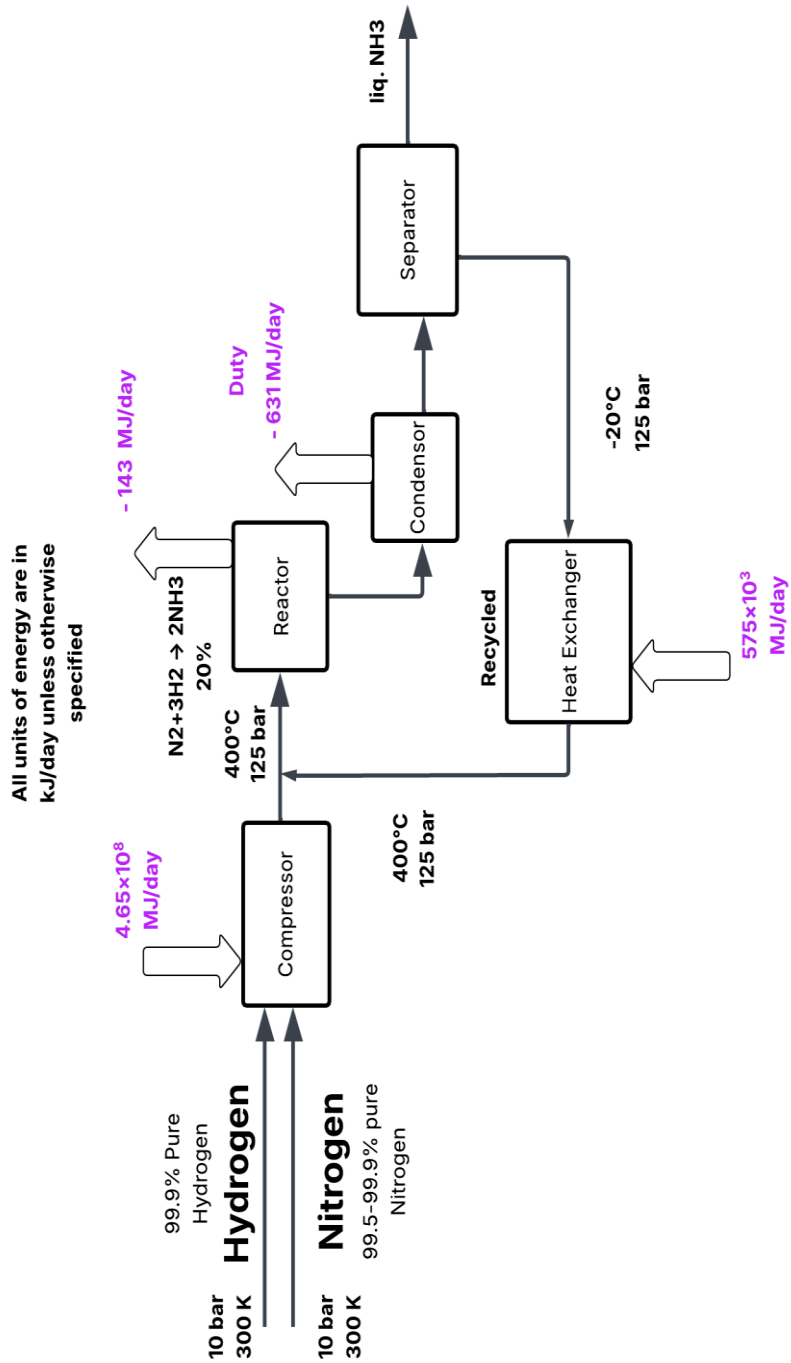 All units of energy are in
kJ/day unless otherwise
specified
99.9% Pure
Hydrogen
Hydrogen
10 bar
300 K
Nitrogen
99.5-99.9% pure
Nitrogen
10 bar
300 K
4.65×10⁸
MJ/day
Compressor
400°C
125 bar
N2+3H2 → 2NH3
20%
- 143 MJ/day
Reactor
Duty
- 631 MJ/day
Condensor
Separator
liq. NH3
-20°C
125 bar
Recycled
Heat Exchanger
575×10³
MJ/day
400°C
125 bar